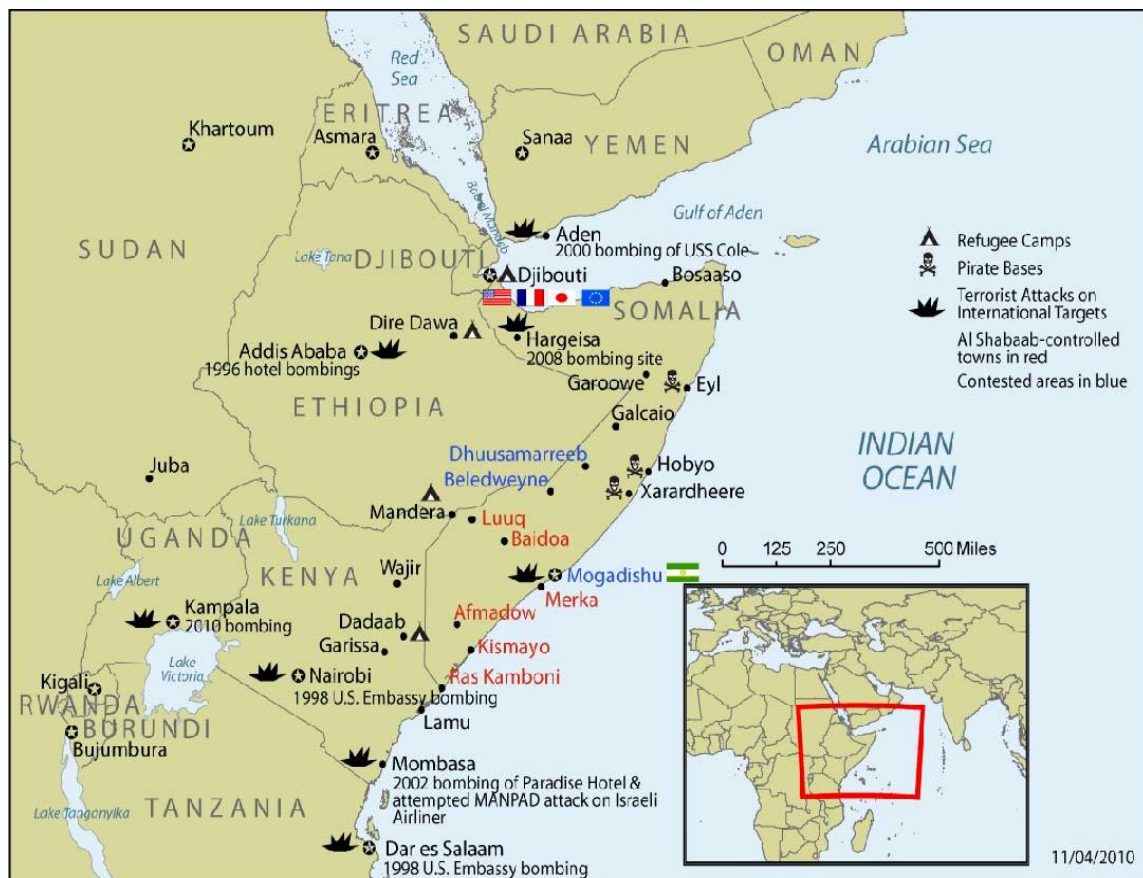 SAUDI ARABIA
OMAN
Red
Sea
ERITREA
Khartoum
Asmara
Sanaa
YEMEN
Arabian Sea
Bab el Mandeb
Gulf of Aden
SUDAN
Aden
2000 bombing of USS Cole
Lake Tana
DJIBOUTI
Djibouti
Bosaaso
SOMALIA
Refugee Camps
Pirate Bases
Terrorist Attacks on
International Targets
Al Shabaab-controlled
towns in red
Contested areas in blue
Dire Dawa
Hargeisa
2008 bombing site
Addis Ababa
1996 hotel bombings
Garoowe
Eyl
ETHIOPIA
Galcaio
INDIAN
OCEAN
Dhuusamarreeb
Beledweyne
Hobyo
Xarardheere
Juba
Mandera
Luuq
Baidoa
Lake Turkana
UGANDA
KENYA
Lake Albert
Wajir
Mogadishu
Merka
0 125 250 500 Miles
Kampala
2010 bombing
Dadaab
Garissa
Afmadow
Kismayo
Lake
Victoria
Nairobi
1998 U.S. Embassy bombing
Ras Kamboni
Kigali
RWANDA
BURUNDI
Bujumbura
Lamu
Mombasa
2002 bombing of Paradise Hotel &
attempted MANPAD attack on Israeli
Airliner
TANZANIA
Lake Tanganyika
Dar es Salaam
1998 U.S. Embassy bombing
11/04/2010